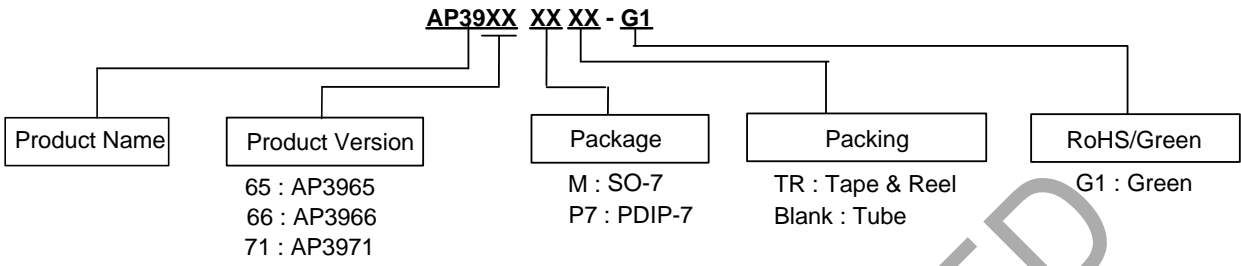 AP39XX XX XX - G1
Product Name
Product Version
Package
Packing
RoHS/Green
65 : AP3965
66 : AP3966
71 : AP3971
M : SO-7
P7 : PDIP-7
TR : Tape & Reel
Blank : Tube
G1 : Green